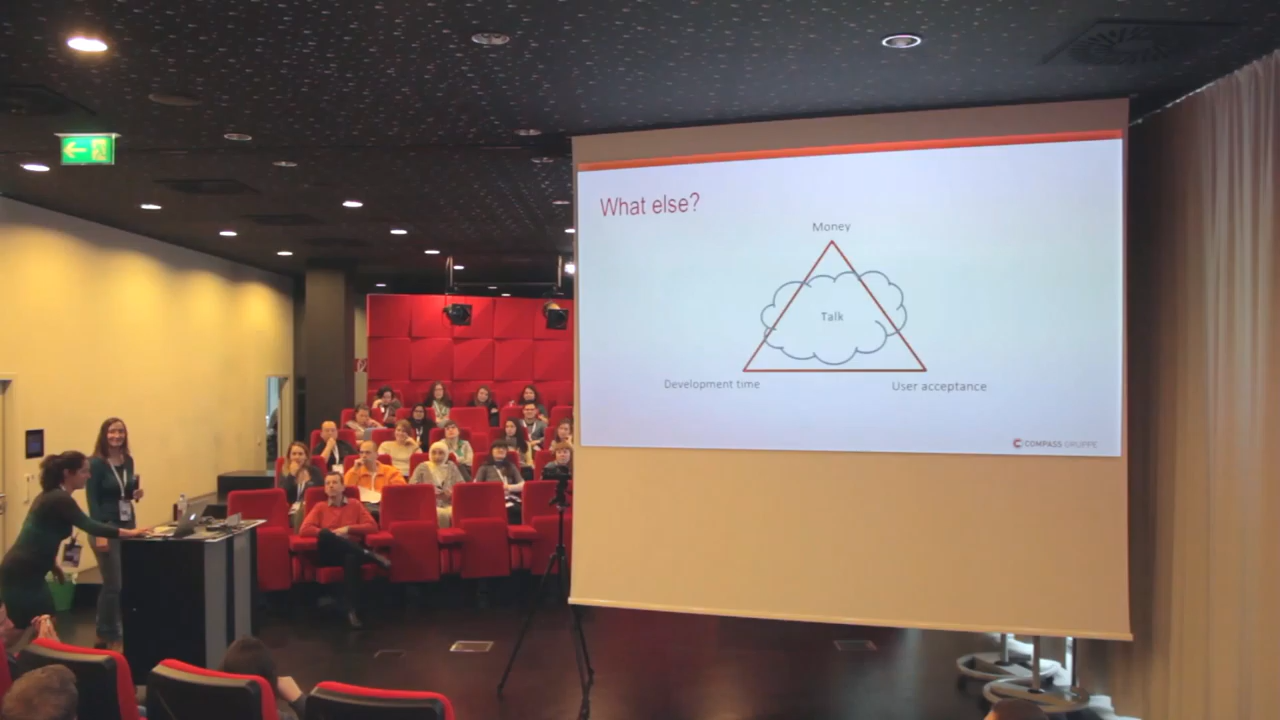 What else?
Money
Talk
Development time
User acceptance
COMPASS GRUPPE